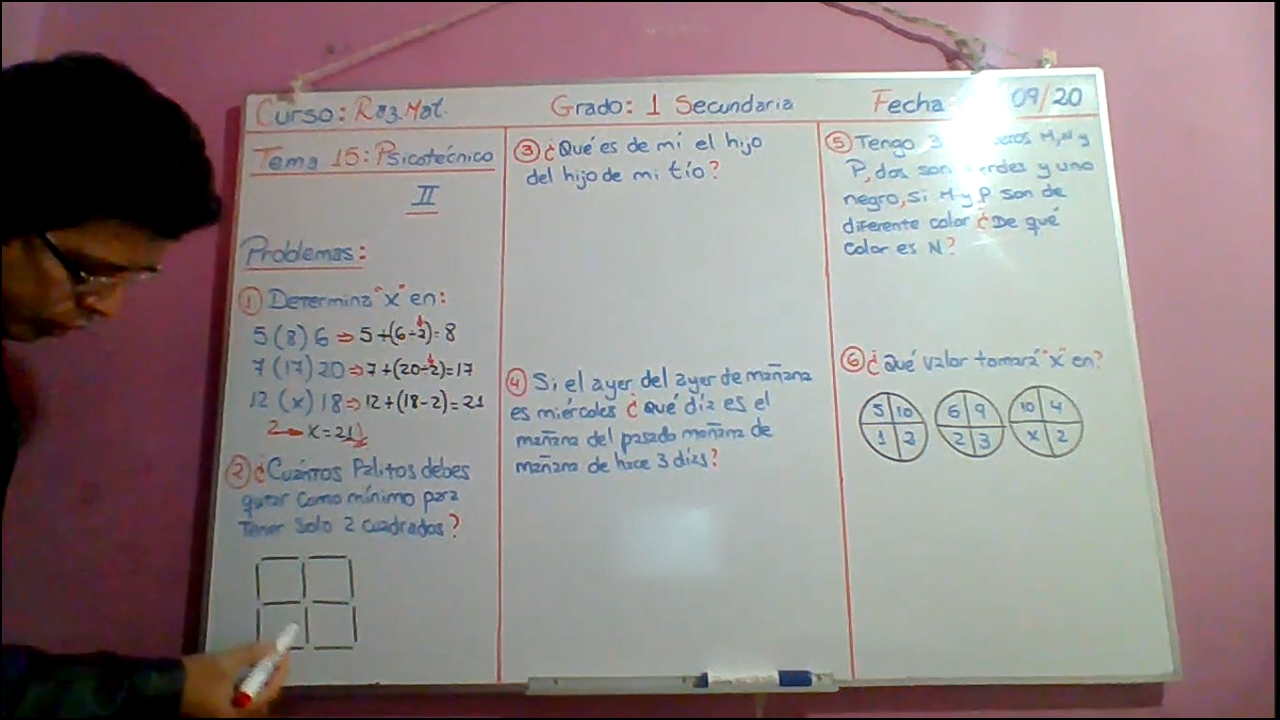 Curso: Raz.Mat.
Grado: 1 Secundaria
Fecha 09/20
Tema 15: Psicotécnico
II
Problemas:
1 Determina "x" en:
5 (8) 6 ⇒ 5+(6÷2)=8
7 (17) 20 ⇒ 7+(20÷2)=17
12 (x) 18 ⇒ 12+(18-2)=21
x=21
2 ¿Cuántos Palitos debes
quitar como mínimo para
Tener Solo 2 cuadrados?
3 ¿Qué es de mí el hijo
del hijo de mi tío?
4 Si el ayer del ayer de mañana
es miércoles ¿qué día es el
mañana del pasado mañana de
mañana de hace 3 días?
5 Tengo 3 M,N y
P, dos son verdes y uno
negro, Si M y P son de
diferente color ¿De qué
color es N?
6 ¿Qué valor tomará "x" en?
5 10 6 9 10 4
1 3 2 3 x 2